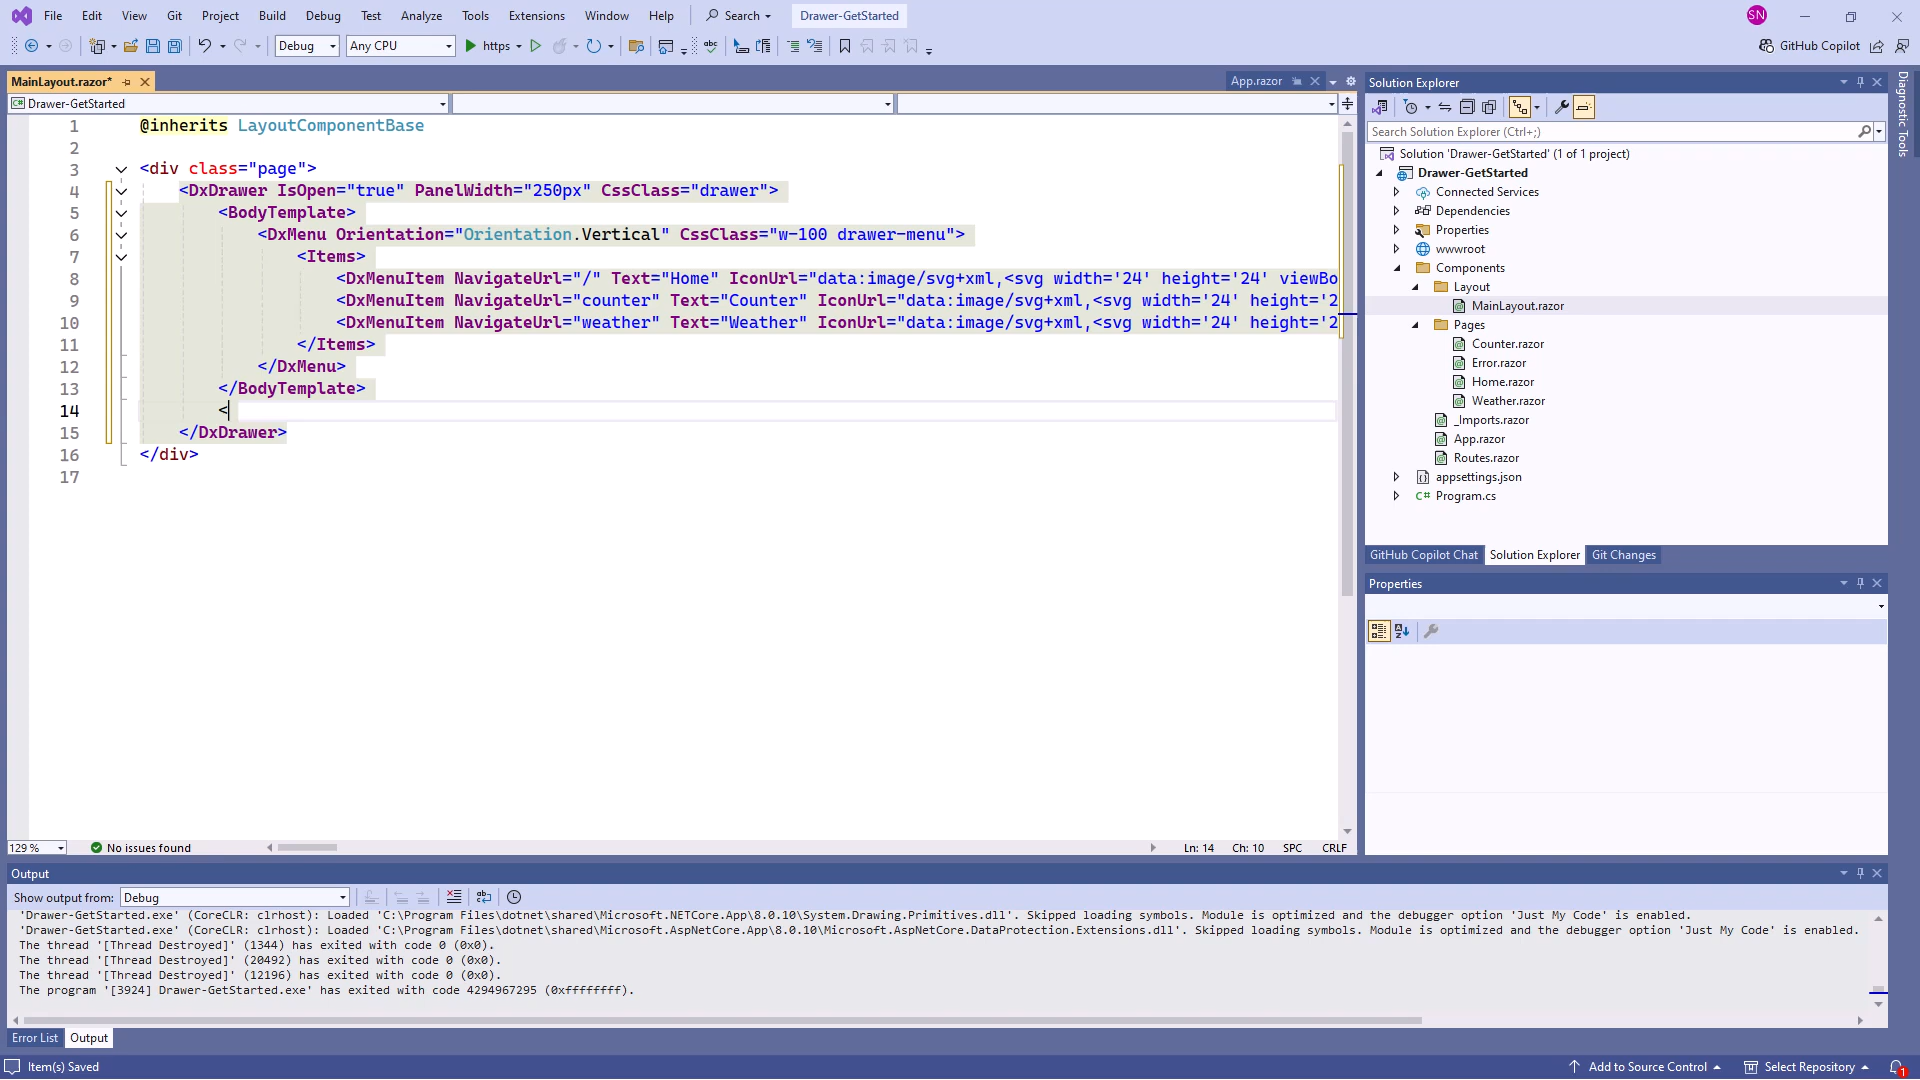 File Edit View Git Project Build Debug Test Analyze Tools Extensions Window Help Search Drawer-GetStarted SN
Debug Any CPU https GitHub Copilot
MainLayout.razor* App.razor
Drawer-GetStarted
1 @inherits LayoutComponentBase
2
3 <div class="page">
4 <DxDrawer IsOpen="true" PanelWidth="250px" CssClass="drawer">
5 <BodyTemplate>
6 <DxMenu Orientation="Orientation.Vertical" CssClass="w-100 drawer-menu">
7 <Items>
8 <DxMenuItem NavigateUrl="/" Text="Home" IconUrl="data:image/svg+xml,<svg width='24' height='24' viewBo
9 <DxMenuItem NavigateUrl="counter" Text="Counter" IconUrl="data:image/svg+xml,<svg width='24' height='2
10 <DxMenuItem NavigateUrl="weather" Text="Weather" IconUrl="data:image/svg+xml,<svg width='24' height='2
11 </Items>
12 </DxMenu>
13 </BodyTemplate>
14 <
15 </DxDrawer>
16 </div>
17
129 % No issues found Ln: 14 Ch: 10 SPC CRLF
Solution Explorer
Search Solution Explorer (Ctrl+;)
Solution 'Drawer-GetStarted' (1 of 1 project)
Drawer-GetStarted
Connected Services
Dependencies
Properties
wwwroot
Components
Layout
MainLayout.razor
Pages
Counter.razor
Error.razor
Home.razor
Weather.razor
_Imports.razor
App.razor
Routes.razor
appsettings.json
C# Program.cs
GitHub Copilot Chat Solution Explorer Git Changes
Properties
Diagnostic Tools
Output
Show output from: Debug
'Drawer-GetStarted.exe' (CoreCLR: clrhost): Loaded 'C:\Program Files\dotnet\shared\Microsoft.NETCore.App\8.0.10\System.Drawing.Primitives.dll'. Skipped loading symbols. Module is optimized and the debugger option 'Just My Code' is enabled.
'Drawer-GetStarted.exe' (CoreCLR: clrhost): Loaded 'C:\Program Files\dotnet\shared\Microsoft.AspNetCore.App\8.0.10\Microsoft.AspNetCore.DataProtection.Extensions.dll'. Skipped loading symbols. Module is optimized and the debugger option 'Just My Code' is enabled.
The thread '[Thread Destroyed]' (1344) has exited with code 0 (0x0).
The thread '[Thread Destroyed]' (20492) has exited with code 0 (0x0).
The thread '[Thread Destroyed]' (12196) has exited with code 0 (0x0).
The program '[3924] Drawer-GetStarted.exe' has exited with code 4294967295 (0xffffffff).
Error List Output
Item(s) Saved Add to Source Control Select Repository 1